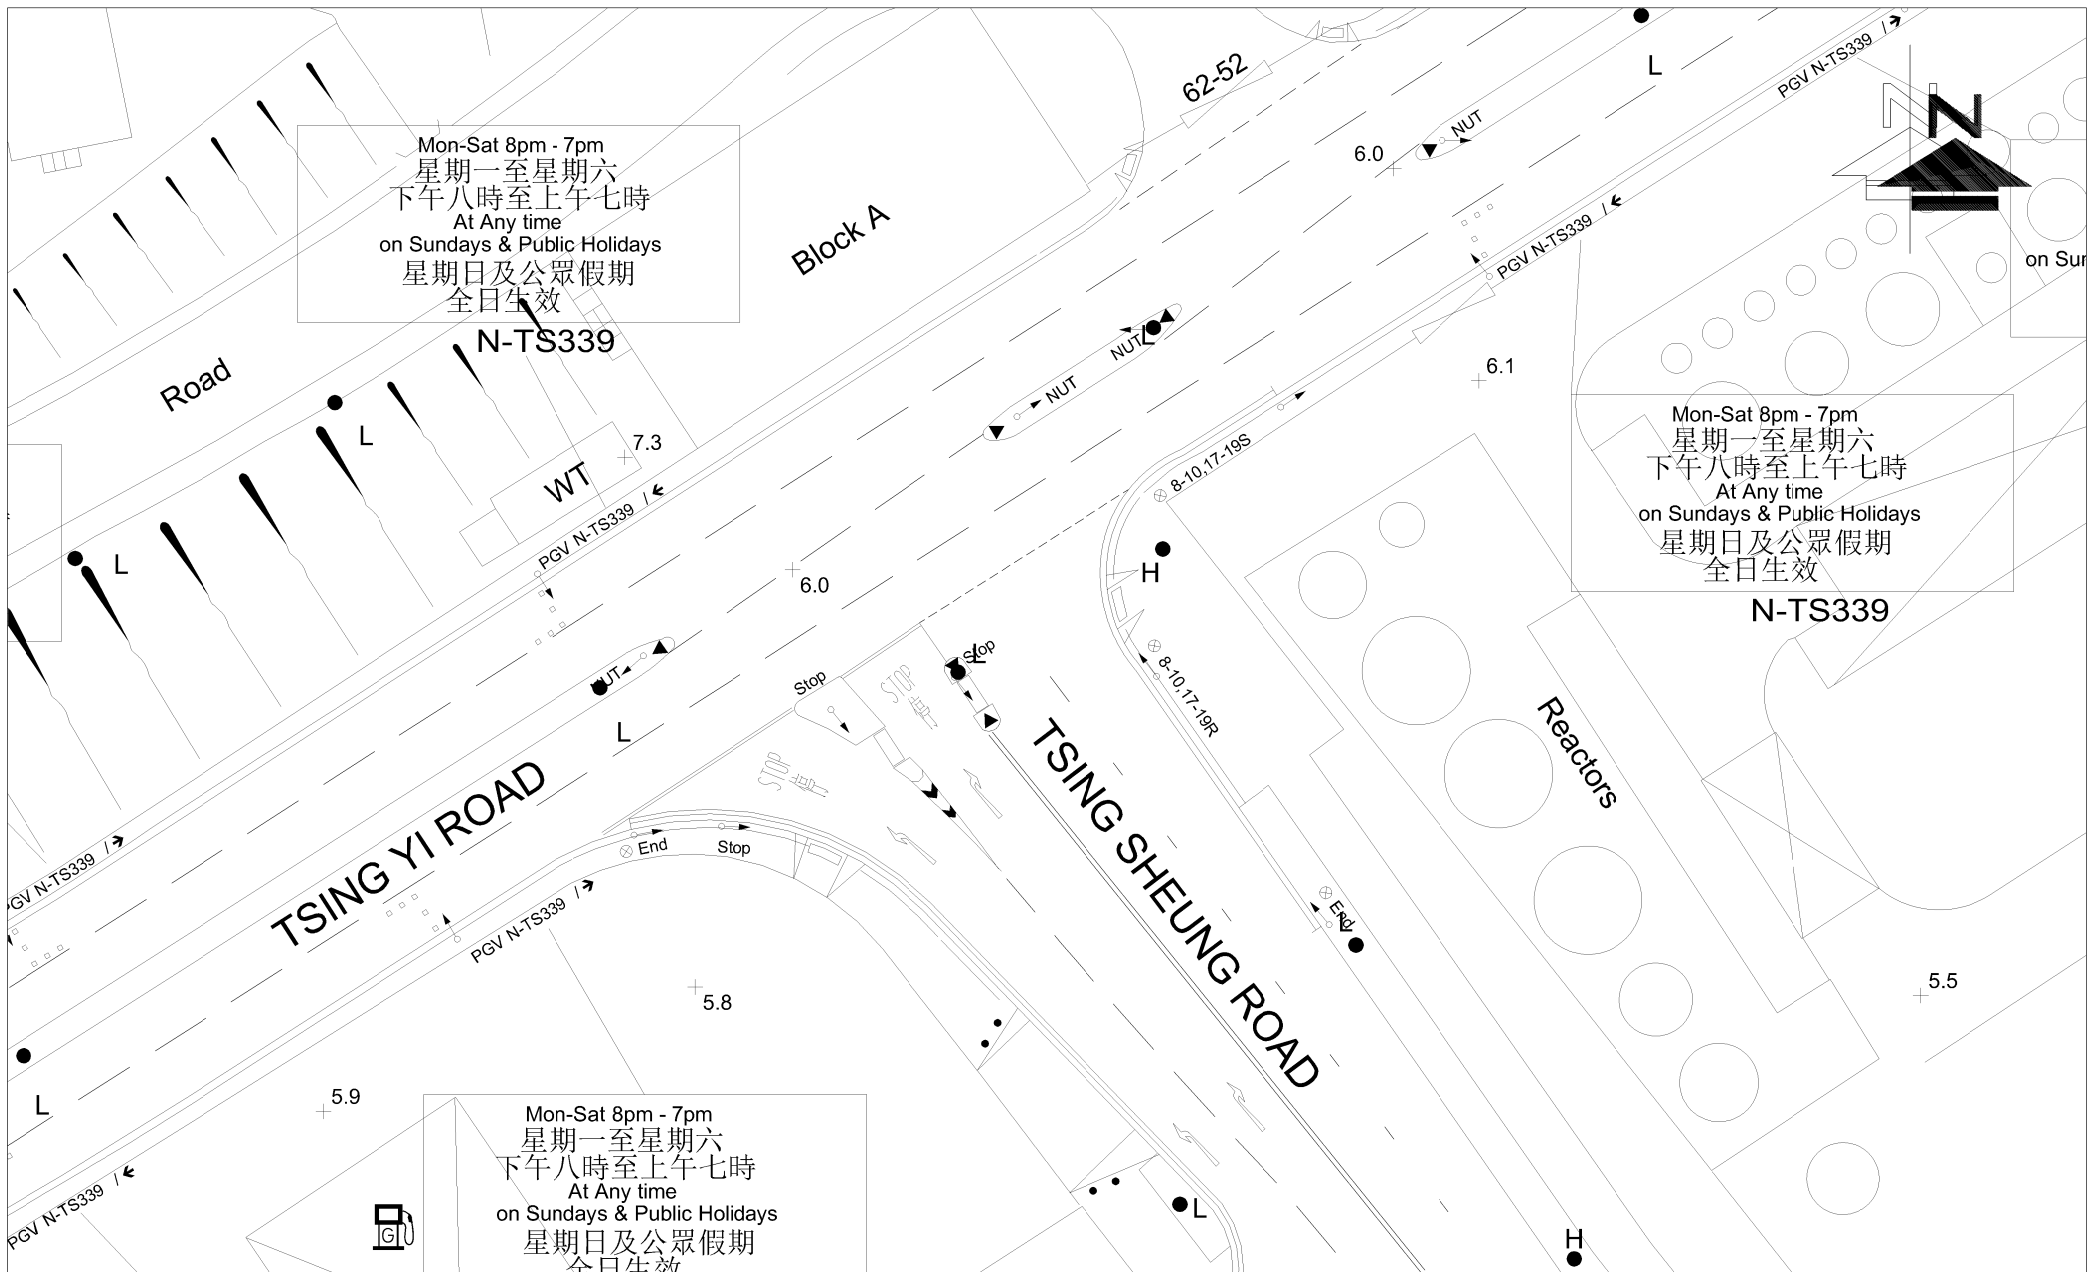 62-52
PGV N-TS339
L
N
NUT
6.0
Mon-Sat 8pm - 7pm
星期一至星期六
下午八時至上午七時
At Any time
on Sundays & Public Holidays
星期日及公眾假期
全日生效
N-TS339
Block A
PGV N-TS339
on Sun
Road
L
NUT
L
NUT
6.1
Mon-Sat 8pm - 7pm
星期一至星期六
下午八時至上午七時
At Any time
on Sundays & Public Holidays
星期日及公眾假期
全日生效
N-TS339
7.3
WT
8-10,17-19S
PGV N-TS339
L
H
6.0
L
Stop
Stop
STOP
8-10,17-19R
NUT
L
STOP
TSING YI ROAD
TSING SHEUNG ROAD
Reactors
End
Stop
PGV N-TS339
PGV N-TS339
End
L
5.8
5.5
L
5.9
Mon-Sat 8pm - 7pm
星期一至星期六
下午八時至上午七時
At Any time
on Sundays & Public Holidays
星期日及公眾假期
全日生效
PGV N-TS339
G
L
H